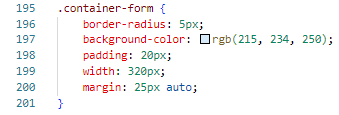 195 .container-form {
196     border-radius: 5px;
197     background-color: rgb(215, 234, 250);
198     padding: 20px;
199     width: 320px;
200     margin: 25px auto;
201 }